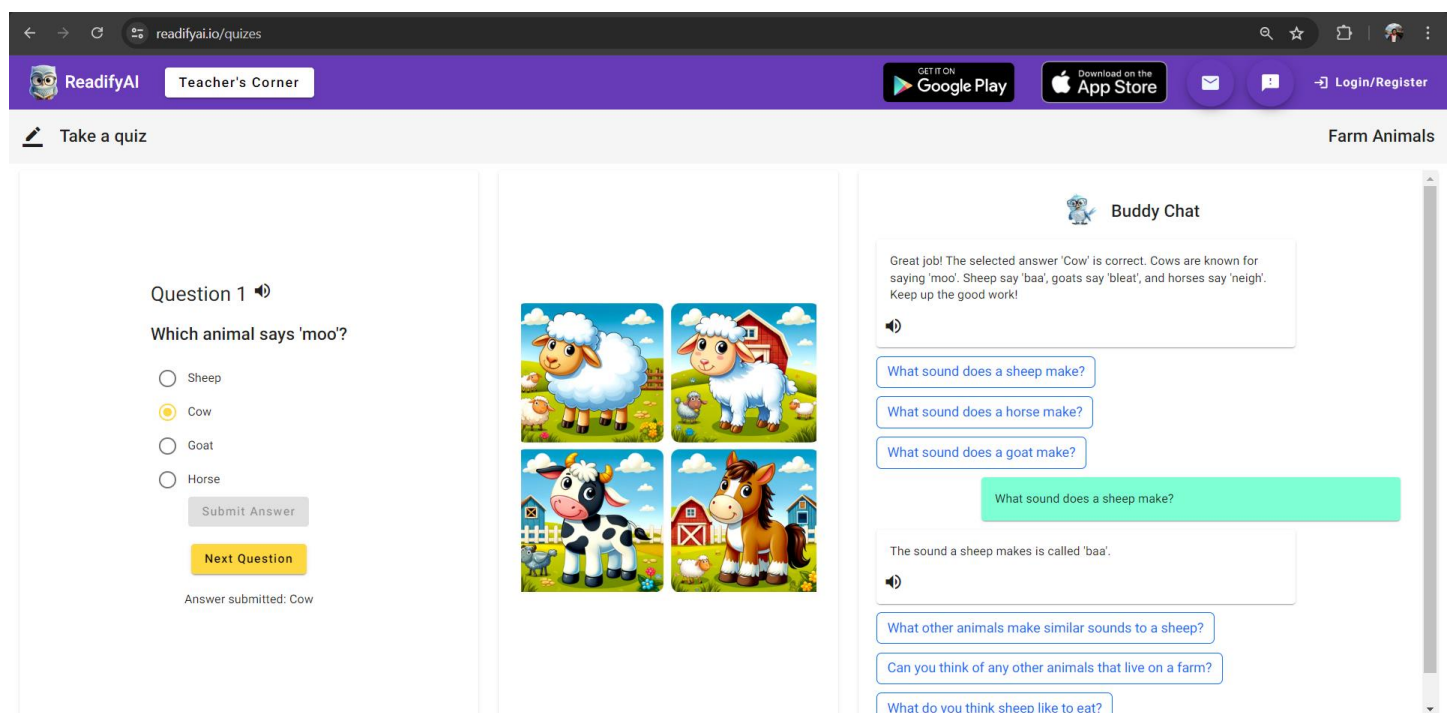 readifyai.io/quizes
ReadifyAI
Teacher's Corner
GET IT ON
Google Play
Download on the
App Store
Login/Register
Take a quiz
Farm Animals
Question 1
Which animal says 'moo'?
Sheep
Cow
Goat
Horse
Submit Answer
Next Question
Answer submitted: Cow
Buddy Chat
Great job! The selected answer 'Cow' is correct. Cows are known for
saying 'moo'. Sheep say 'baa', goats say 'bleat', and horses say 'neigh'.
Keep up the good work!
What sound does a sheep make?
What sound does a horse make?
What sound does a goat make?
What sound does a sheep make?
The sound a sheep makes is called 'baa'.
What other animals make similar sounds to a sheep?
Can you think of any other animals that live on a farm?
What do you think sheep like to eat?